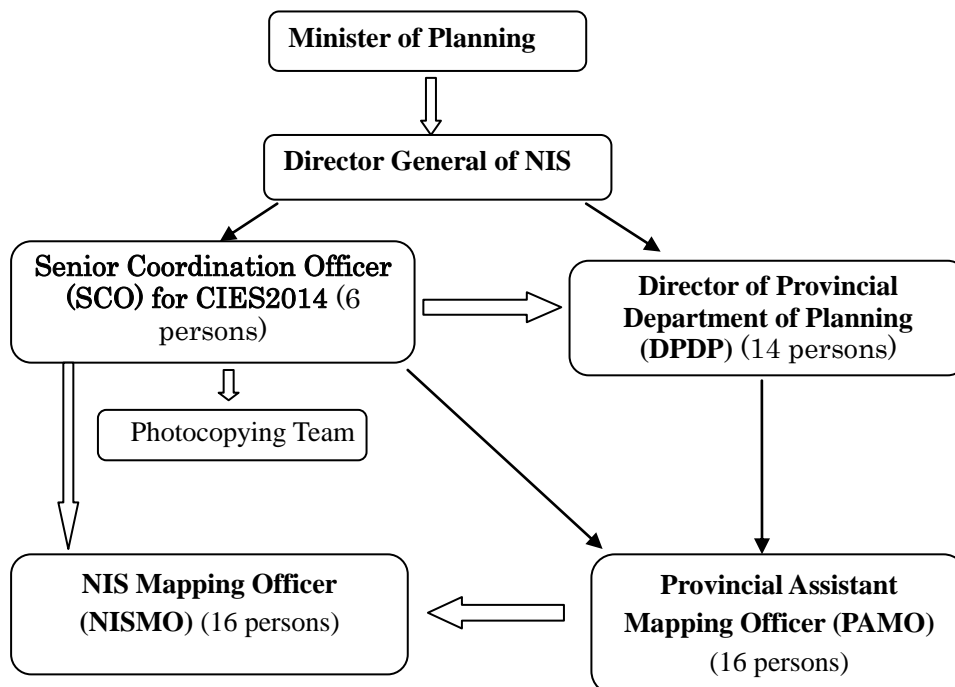 Minister of Planning
Director General of NIS
Senior Coordination Officer
(SCO) for CIES2014 (6
persons)
Director of Provincial
Department of Planning
(DPDP) (14 persons)
Photocopying Team
NIS Mapping Officer
(NISMO) (16 persons)
Provincial Assistant
Mapping Officer (PAMO)
(16 persons)